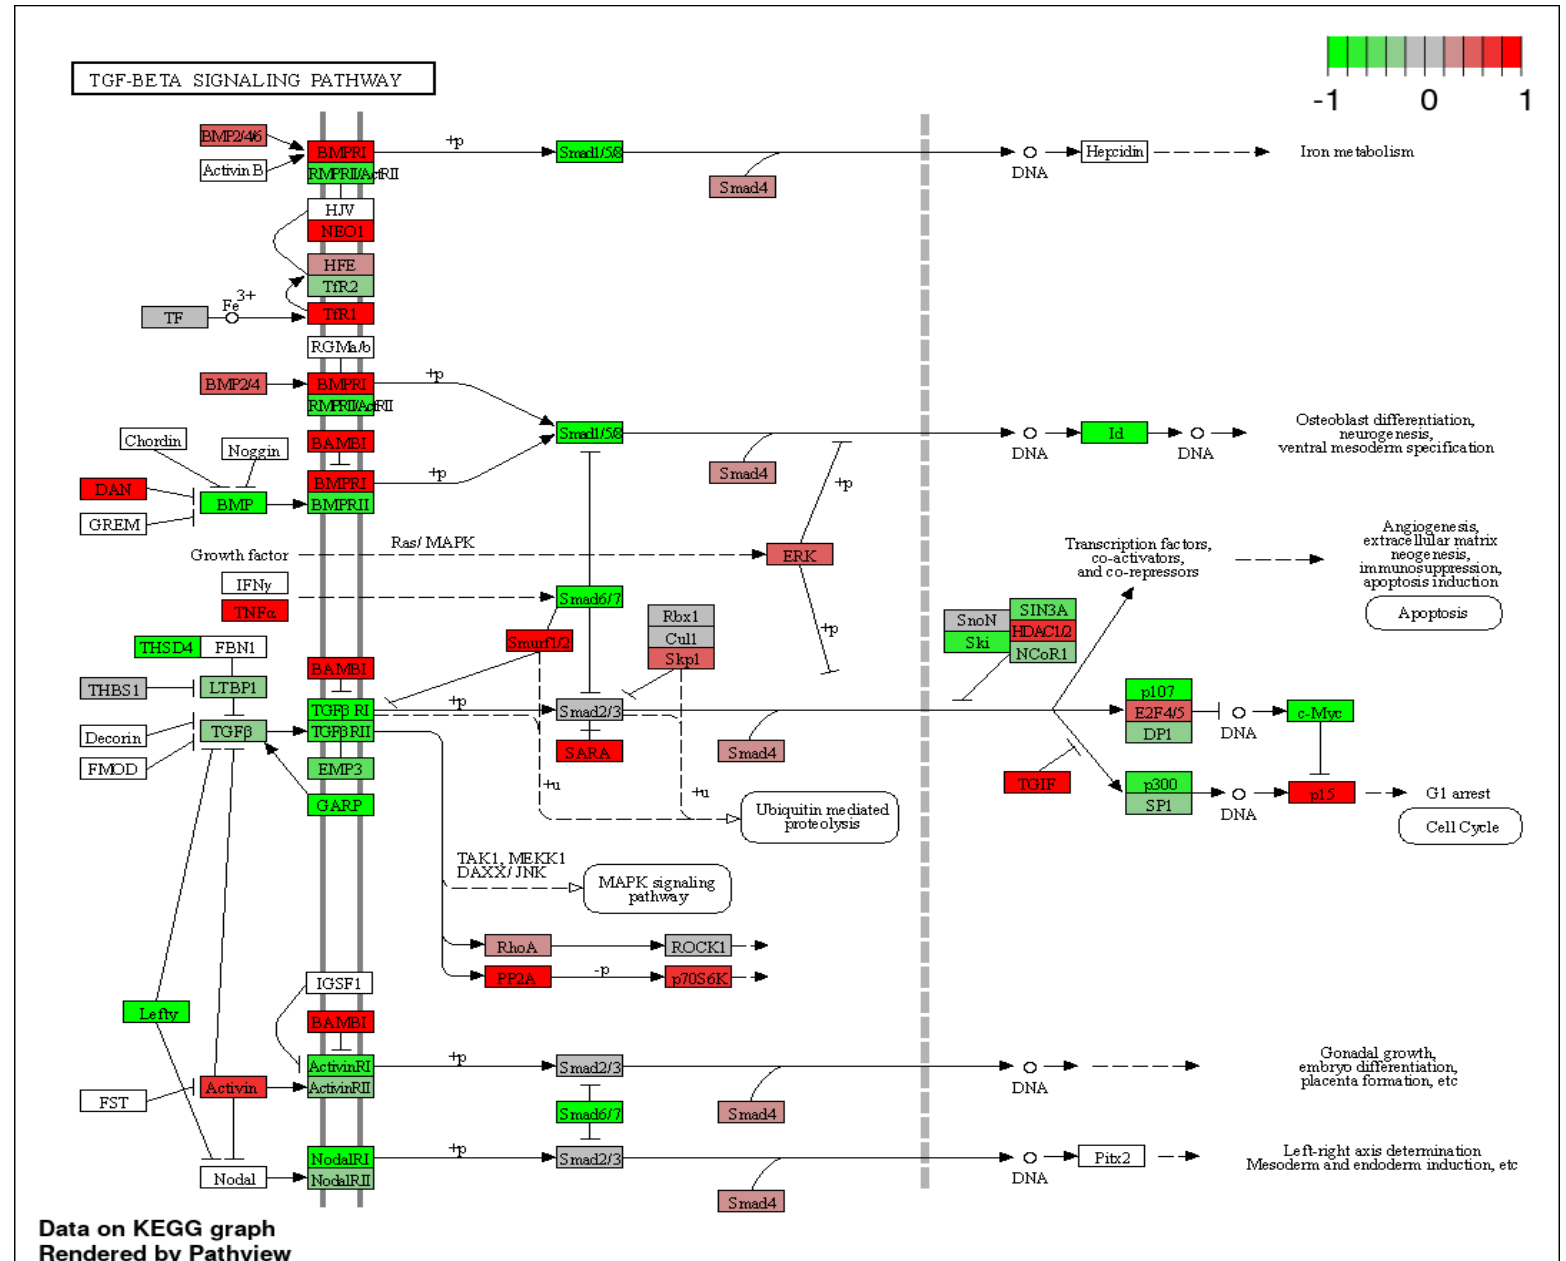 TGF-BETA SIGNALING PATHWAY
-1 0 1
BMP2/4/6
Activin B
BMPRI
RMPRII/ActRII
+p
Smad1/5/8
Smad4
DNA
Hepcidin
Iron metabolism
HJV
NEO1
HFE
TfR2
TF
Fe3+
TfR1
RGMa/b
BMP2/4
BMPRI
RMPRII/ActRII
+p
Smad1/5/8
Smad4
DNA
Id
DNA
Osteoblast differentiation,
neurogenesis,
ventral mesoderm specification
Chordin
Noggin
BAMBI
DAN
GREM
BMP
BMPRI
BMPRII
+p
+p
Growth factor
Ras/ MAPK
ERK
+p
Transcription factors,
co-activators,
and co-repressors
Angiogenesis,
extracellular matrix
neogenesis,
immunosuppression,
apoptosis induction
Apoptosis
IFNγ
TNFα
Smad6/7
Smurf1/2
Rbx1
Cul1
Skp1
SnoN
Ski
SIN3A
HDAC1/2
NCoR1
THSD4
FBN1
THBS1
LTBP1
Decorin
FMOD
TGFβ
BAMBI
TGFβ RI
TGFβ RII
EMP3
GARP
+p
Smad2/3
SARA
Smad4
+u
+u
Ubiquitin mediated
proteolysis
TGIF
p107
E2F4/5
DP1
DNA
c-Myc
p300
SP1
DNA
p15
G1 arrest
Cell Cycle
TAK1, MEKK1
DAXX/ JNK
MAPK signaling
pathway
RhoA
ROCK1
PP2A
-p
p70S6K
IGSF1
BAMBI
Lefty
FST
Activin
ActivinRI
ActivinRII
+p
Smad2/3
Smad4
DNA
Gonadal growth,
embryo differentiation,
placenta formation, etc
Smad6/7
Nodal
NodalRI
NodalRII
+p
Smad2/3
Smad4
DNA
Pitx2
Left-right axis determination
Mesoderm and endoderm induction, etc
Data on KEGG graph
Rendered by Pathview